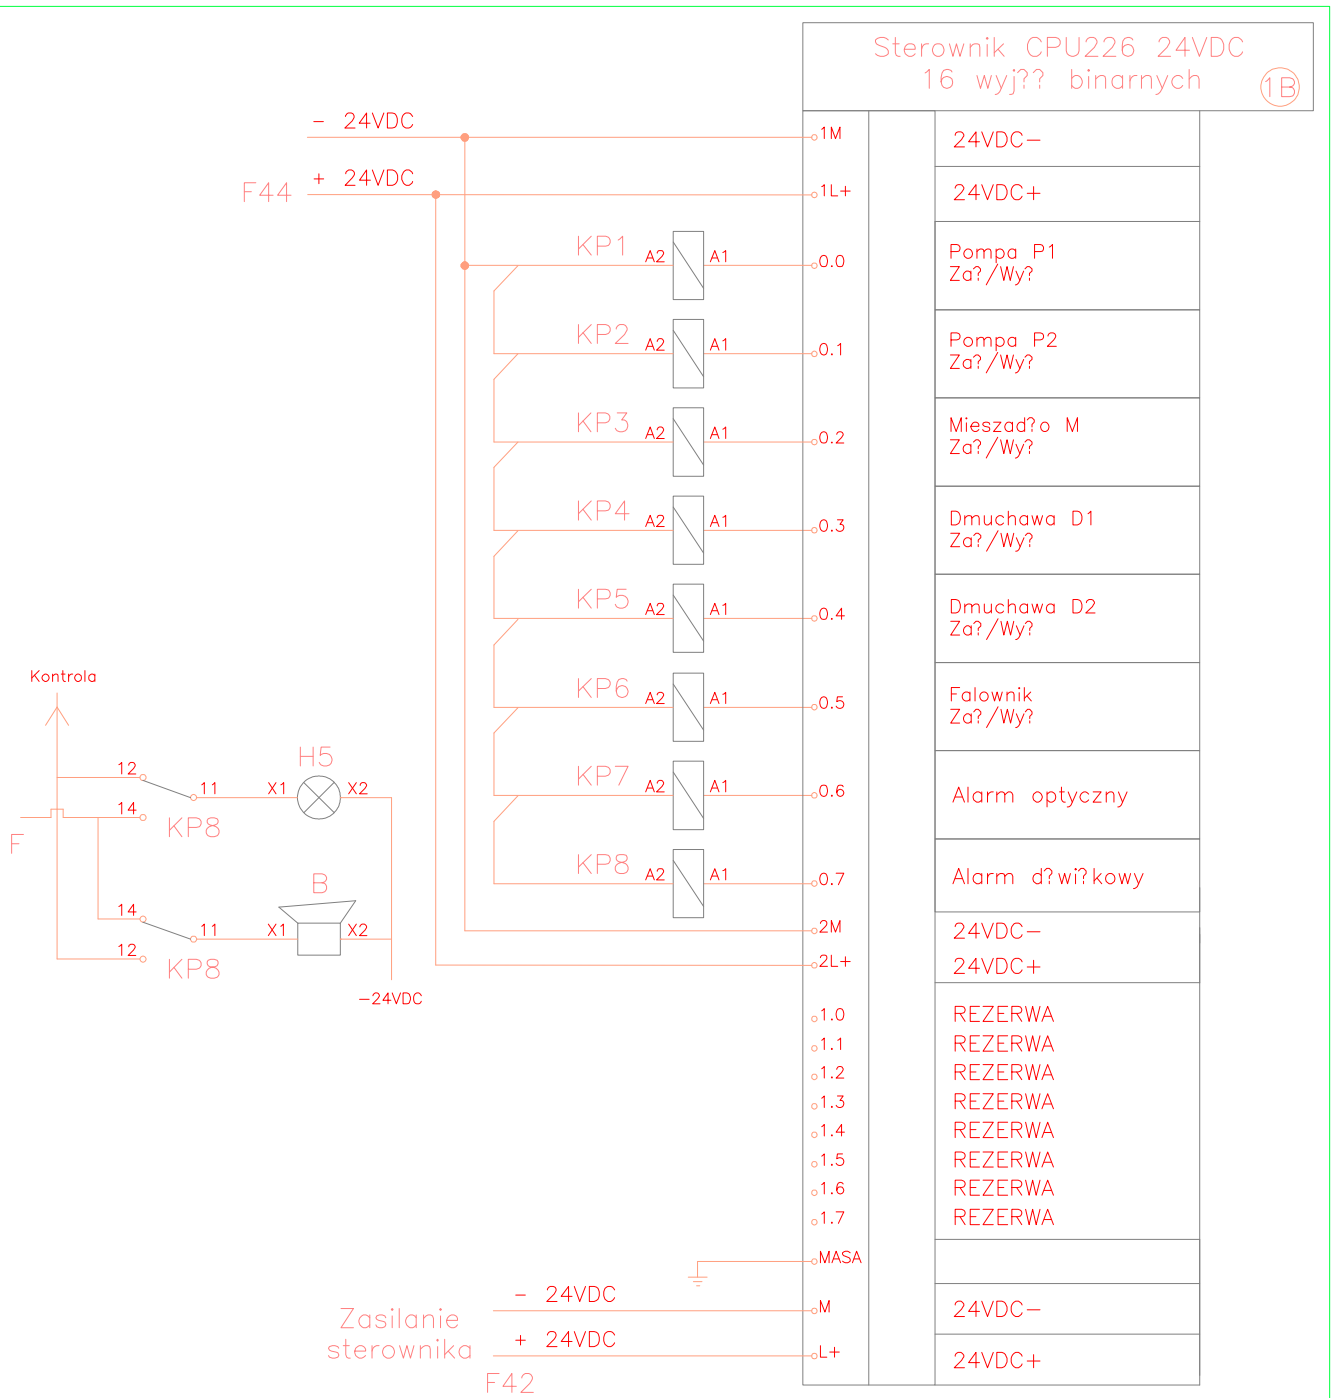 Sterownik CPU226 24VDC
16 wyj?? binarnych
1B
- 24VDC
1M
24VDC-
F44
+ 24VDC
1L+
24VDC+
KP1
A2
A1
0.0
Pompa P1
Za?/Wy?
KP2
A2
A1
0.1
Pompa P2
Za?/Wy?
KP3
A2
A1
0.2
Mieszad?o M
Za?/Wy?
KP4
A2
A1
0.3
Dmuchawa D1
Za?/Wy?
KP5
A2
A1
0.4
Dmuchawa D2
Za?/Wy?
KP6
A2
A1
0.5
Falownik
Za?/Wy?
KP7
A2
A1
0.6
Alarm optyczny
KP8
A2
A1
0.7
Alarm d?wi?kowy
2M
24VDC-
2L+
24VDC+
Kontrola
12
11
X1
H5
X2
14
KP8
F
B
14
11
X1
X2
12
KP8
-24VDC
1.0
REZERWA
1.1
REZERWA
1.2
REZERWA
1.3
REZERWA
1.4
REZERWA
1.5
REZERWA
1.6
REZERWA
1.7
REZERWA
MASA
Zasilanie
sterownika
- 24VDC
M
24VDC-
+ 24VDC
L+
24VDC+
F42